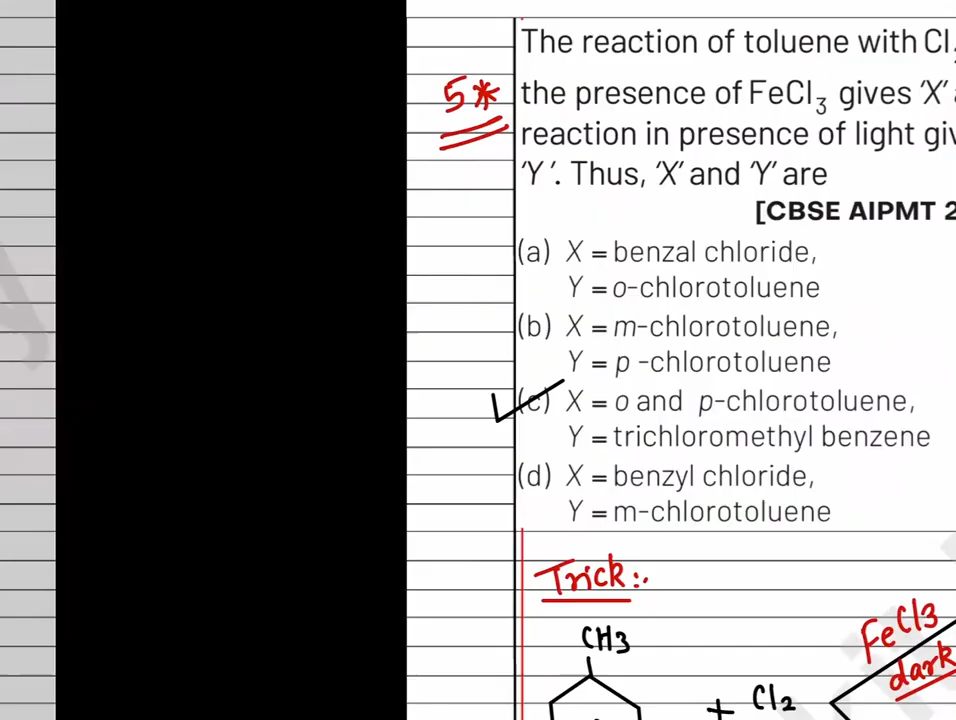 The reaction of toluene with Cl
5* the presence of FeCl3 gives 'X'
reaction in presence of light
'Y'. Thus, 'X' and 'Y' are
[CBSE AIPMT 2
(a) X = benzal chloride,
Y = o-chlorotoluene
(b) X = m-chlorotoluene,
Y = p -chlorotoluene
(c) X = o and p-chlorotoluene,
Y = trichloromethyl benzene
(d) X = benzyl chloride,
Y = m-chlorotoluene
Trick:.
FeCl3
dark
CH3
+ Cl2